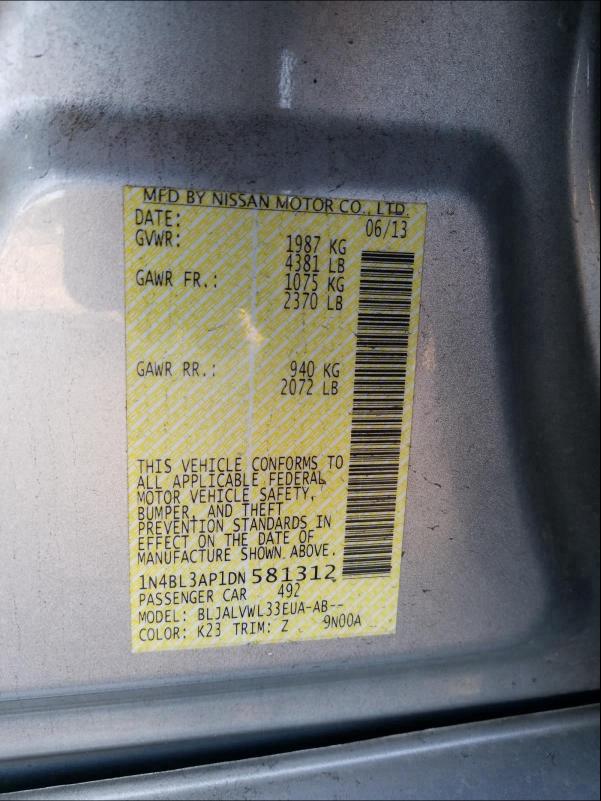 MFD BY NISSAN MOTOR CO., LTD.
DATE: 06/13
GVWR: 1987 KG
4381 LB
GAWR FR.: 1075 KG
2370 LB
GAWR RR.: 940 KG
2072 LB
THIS VEHICLE CONFORMS TO
ALL APPLICABLE FEDERAL
MOTOR VEHICLE SAFETY,
BUMPER, AND THEFT
PREVENTION STANDARDS IN
EFFECT ON THE DATE OF
MANUFACTURE SHOWN ABOVE.
1N4BL3AP1DN 581312
PASSENGER CAR 492
MODEL: BLJALVWL33EUA-AB--
COLOR: K23 TRIM: Z 9N00A